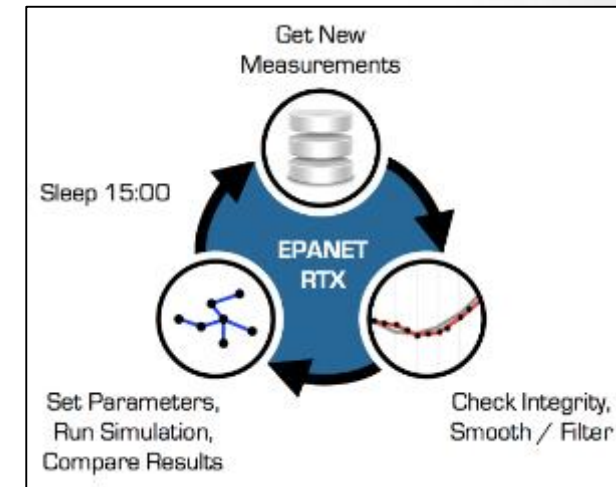 Get New
Measurements
Sleep 15:00
EPANET
RTX
Set Parameters,
Run Simulation,
Compare Results
Check Integrity,
Smooth / Filter